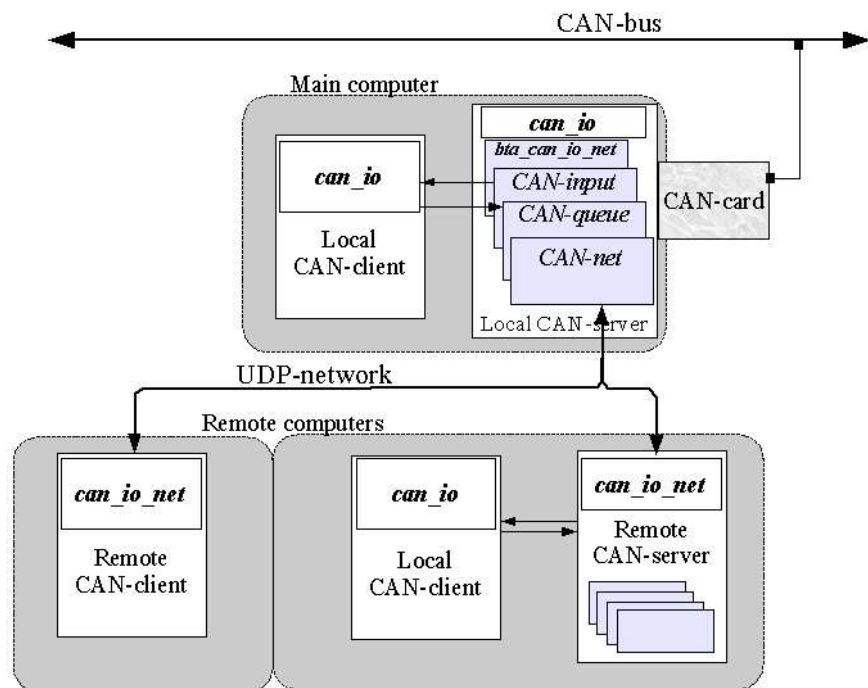 CAN-bus
Main computer
can_io
bta_can_io_net
CAN-input
CAN-queue
CAN-net
Local CAN-server
can_io
Local
CAN-client
CAN-card
UDP-network
Remote computers
can_io_net
Remote
CAN-client
can_io
Local
CAN-client
can_io_net
Remote
CAN-server